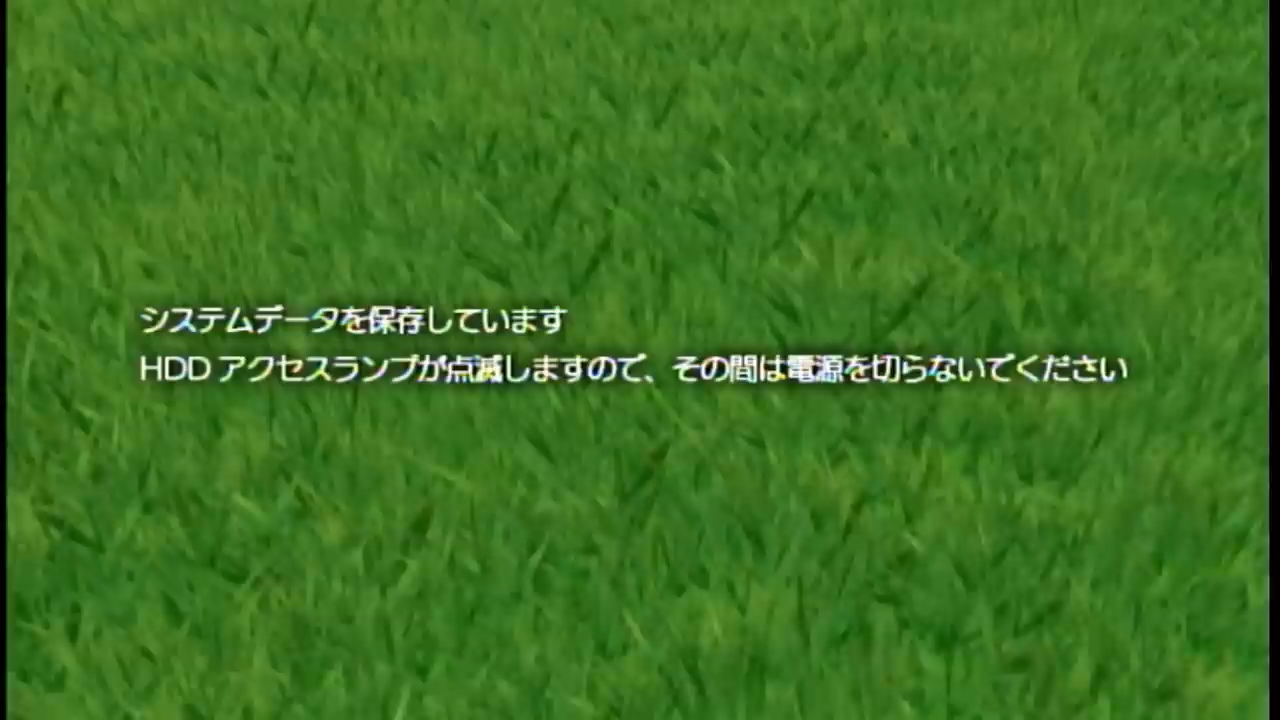 システムデータを保存しています
HDD アクセスランプが点滅しますので、その間は電源を切らないでください